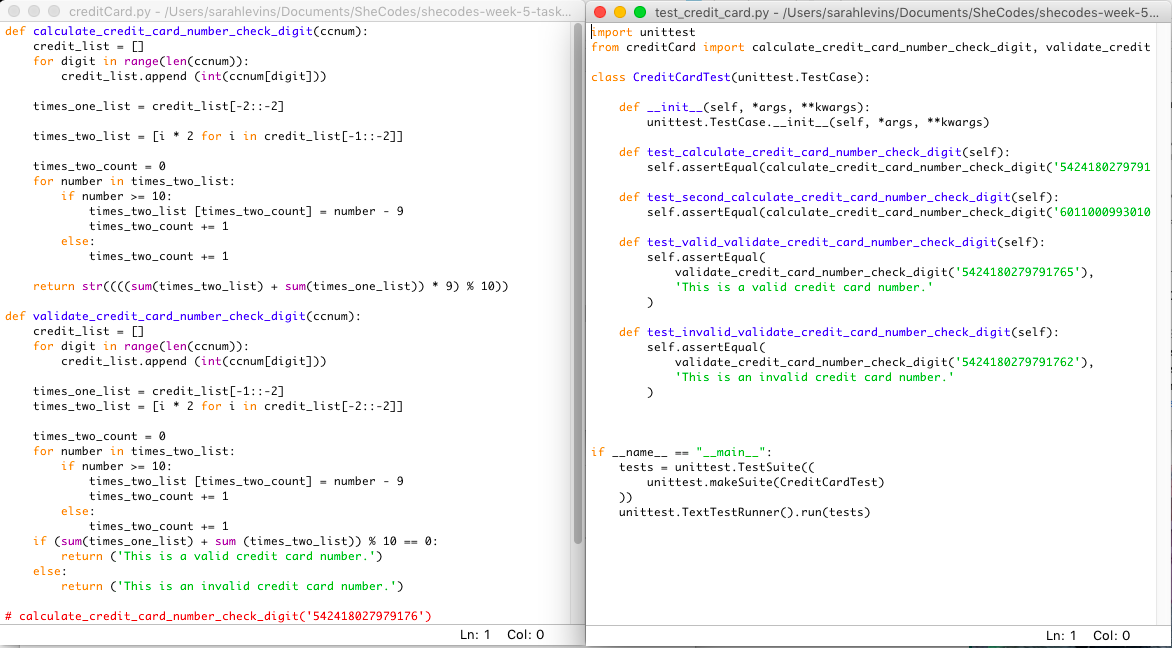 creditCard.py - /Users/sarahlevins/Documents/SheCodes/shecodes-week-5-task...
def calculate_credit_card_number_check_digit(ccnum):
    credit_list = []
    for digit in range(len(ccnum)):
        credit_list.append (int(ccnum[digit]))
    times_one_list = credit_list[-2::-2]
    times_two_list = [i * 2 for i in credit_list[-1::-2]]
    times_two_count = 0
    for number in times_two_list:
        if number >= 10:
            times_two_list [times_two_count] = number - 9
            times_two_count += 1
        else:
            times_two_count += 1
    return str((((sum(times_two_list) + sum(times_one_list)) * 9) % 10))
def validate_credit_card_number_check_digit(ccnum):
    credit_list = []
    for digit in range(len(ccnum)):
        credit_list.append (int(ccnum[digit]))
    times_one_list = credit_list[-1::-2]
    times_two_list = [i * 2 for i in credit_list[-2::-2]]
    times_two_count = 0
    for number in times_two_list:
        if number >= 10:
            times_two_list [times_two_count] = number - 9
            times_two_count += 1
        else:
            times_two_count += 1
    if (sum(times_one_list) + sum (times_two_list)) % 10 == 0:
        return ('This is a valid credit card number.')
    else:
        return ('This is an invalid credit card number.')
# calculate_credit_card_number_check_digit('542418027979176')
Ln: 1 Col: 0
test_credit_card.py - /Users/sarahlevins/Documents/SheCodes/shecodes-week-5...
import unittest
from creditCard import calculate_credit_card_number_check_digit, validate_credit
class CreditCardTest(unittest.TestCase):
    def __init__(self, *args, **kwargs):
        unittest.TestCase.__init__(self, *args, **kwargs)
    def test_calculate_credit_card_number_check_digit(self):
        self.assertEqual(calculate_credit_card_number_check_digit('5424180279791
    def test_second_calculate_credit_card_number_check_digit(self):
        self.assertEqual(calculate_credit_card_number_check_digit('6011000993010
    def test_valid_validate_credit_card_number_check_digit(self):
        self.assertEqual(
            validate_credit_card_number_check_digit('5424180279791765'),
            'This is a valid credit card number.'
        )
    def test_invalid_validate_credit_card_number_check_digit(self):
        self.assertEqual(
            validate_credit_card_number_check_digit('5424180279791762'),
            'This is an invalid credit card number.'
        )
if __name__ == "__main__":
    tests = unittest.TestSuite((
        unittest.makeSuite(CreditCardTest)
    ))
    unittest.TextTestRunner().run(tests)
Ln: 1 Col: 0